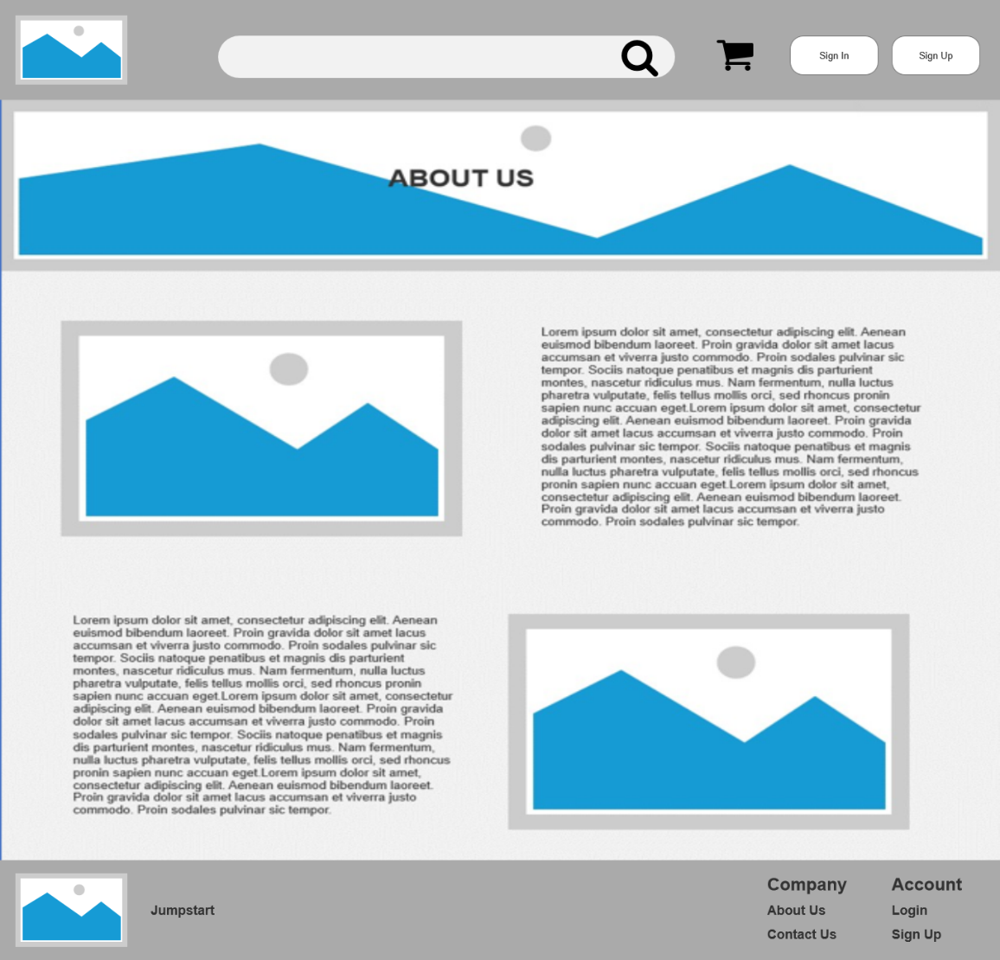 Sign In
Sign Up
ABOUT US
Lorem ipsum dolor sit amet, consectetur adipiscing elit. Aenean
euismod bibendum laoreet. Proin gravida dolor sit amet lacus
accumsan et viverra justo commodo. Proin sodales pulvinar sic
tempor. Sociis natoque penatibus et magnis dis parturient
montes, nascetur ridiculus mus. Nam fermentum, nulla luctus
pharetra vulputate, felis tellus mollis orci, sed rhoncus pronin
sapien nunc accuan eget.Lorem ipsum dolor sit amet, consectetur
adipiscing elit. Aenean euismod bibendum laoreet. Proin gravida
dolor sit amet lacus accumsan et viverra justo commodo. Proin
sodales pulvinar sic tempor. Sociis natoque penatibus et magnis
dis parturient montes, nascetur ridiculus mus. Nam fermentum,
nulla luctus pharetra vulputate, felis tellus mollis orci, sed rhoncus
pronin sapien nunc accuan eget.Lorem ipsum dolor sit amet,
consectetur adipiscing elit. Aenean euismod bibendum laoreet.
Proin gravida dolor sit amet lacus accumsan et viverra justo
commodo. Proin sodales pulvinar sic tempor.
Lorem ipsum dolor sit amet, consectetur adipiscing elit. Aenean
euismod bibendum laoreet. Proin gravida dolor sit amet lacus
accumsan et viverra justo commodo. Proin sodales pulvinar sic
tempor. Sociis natoque penatibus et magnis dis parturient
montes, nascetur ridiculus mus. Nam fermentum, nulla luctus
pharetra vulputate, felis tellus mollis orci, sed rhoncus pronin
sapien nunc accuan eget.Lorem ipsum dolor sit amet, consectetur
adipiscing elit. Aenean euismod bibendum laoreet. Proin gravida
dolor sit amet lacus accumsan et viverra justo commodo. Proin
sodales pulvinar sic tempor. Sociis natoque penatibus et magnis
dis parturient montes, nascetur ridiculus mus. Nam fermentum,
nulla luctus pharetra vulputate, felis tellus mollis orci, sed rhoncus
pronin sapien nunc accuan eget.Lorem ipsum dolor sit amet,
consectetur adipiscing elit. Aenean euismod bibendum laoreet.
Proin gravida dolor sit amet lacus accumsan et viverra justo
commodo. Proin sodales pulvinar sic tempor.
Jumpstart
Company
About Us
Contact Us
Account
Login
Sign Up